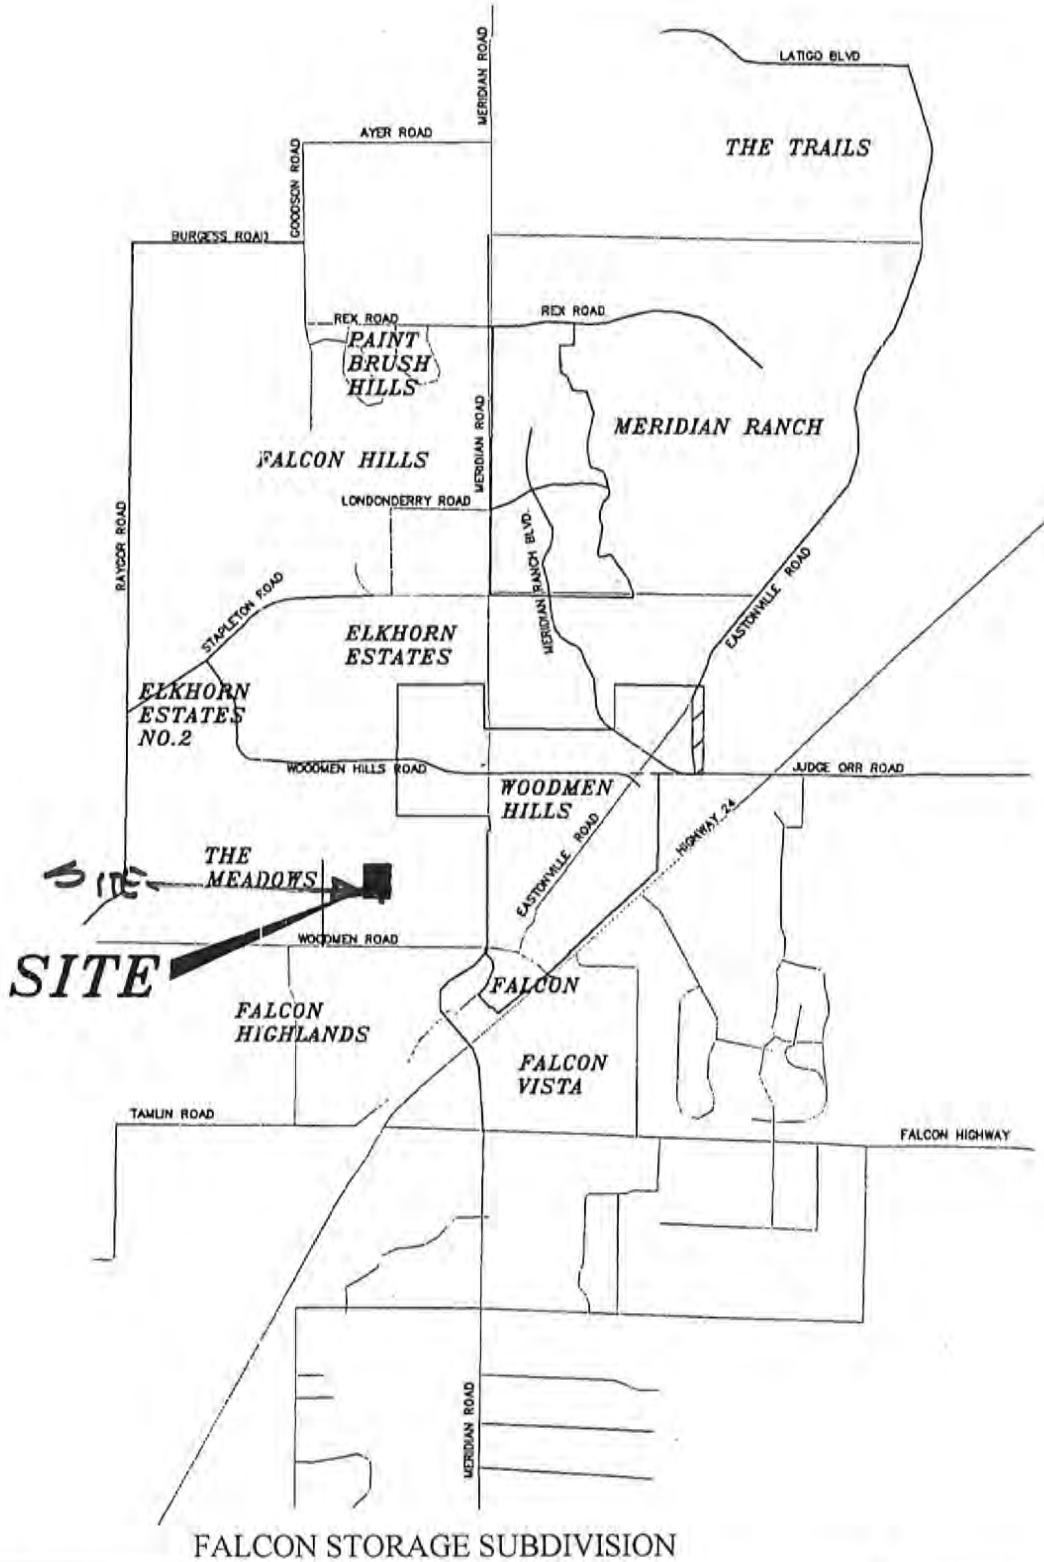 LATIGO BLVD
MERIDIAN ROAD
AYER ROAD
THE TRAILS
GOODSON ROAD
BURGESS ROAD
REX ROAD
REX ROAD
PAINT
BRUSH
HILLS
MERIDIAN ROAD
MERIDIAN RANCH
FALCON HILLS
LONDONDERRY ROAD
RAYGOR ROAD
MERIDIAN RANCH BLVD.
EASTONVILLE ROAD
STAPLETON ROAD
ELKHORN
ESTATES
ELKHORN
ESTATES
NO.2
WOODMEN HILLS ROAD
JUDGE ORR ROAD
WOODMEN
HILLS
HIGHWAY 24
EASTONVILLE ROAD
THE
MEADOWS
SITE
WOODMEN ROAD
SITE
FALCON
FALCON
HIGHLANDS
FALCON
VISTA
TAMLIN ROAD
FALCON HIGHWAY
MERIDIAN ROAD
FALCON STORAGE SUBDIVISION